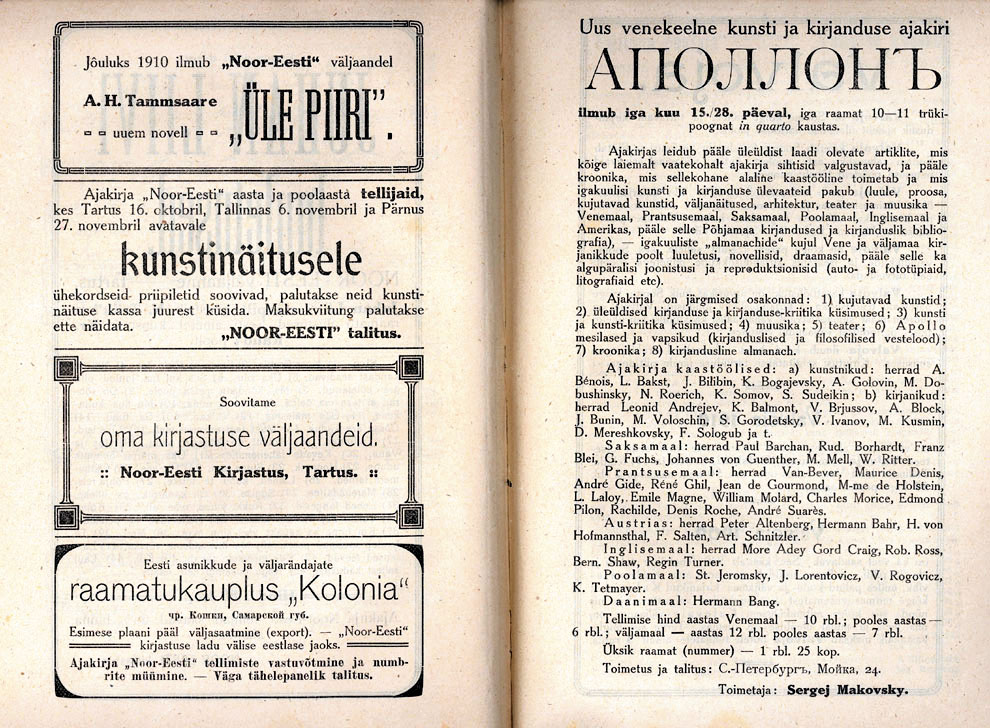 Jõuluks 1910 ilmub „Noor-Eesti“ väljaandel
A. H. Tammsaare
uuem novell „ÜLE PIIRI”.
Ajakirja „Noor-Eesti“ aasta ja poolaasta tellijaid,
kes Tartus 16. oktobril, Tallinnas 6. novembril ja Pärnus
27. novembril avatavale
kunstinäitusele
ühekordseid priipiletid soovivad, palutakse neid kunsti-
näituse kassa juurest küsida. Maksukviitung palutakse
ette näidata.
„NOOR-EESTI” talitus.
Soovitame
oma kirjastuse väljaandeid.
:: Noor-Eesti Kirjastus, Tartus. ::
Eesti asunikkude ja väljarändajate
raamatukauplus „Kolonia“
чр. Кошки, Самарской губ.
Esimese plaani pääl väljasaatmine (export). — „Noor-Eesti“
kirjastuse ladu välise eestlase jaoks.
Ajakirja „Noor-Eesti“ tellimiste vastuvõtmine ja numb-
rite müümine. — Väga tähelepanelik talitus.
Uus venekeelne kunsti ja kirjanduse ajakiri
АПОЛЛОНЪ
ilmub iga kuu 15./28. päeval, iga raamat 10—11 trüki-
poognat in quarto kaustas.
Ajakirjas leidub pääle üleüldist laadi olevate artiklite, mis
kõige laiemalt vaatekohalt ajakirja sihtisid valgustavad, ja pääle
kroonika, mis sellekohane alaline kaastööline toimetab ja mis
igakuulisi kunsti ja kirjanduse ülevaateid pakub (luule, proosa,
kujutavad kunstid, väljanäitused, arhitektur, teater ja muusika —
Venemaal, Prantsusemaal, Saksamaal, Poolamaal, Inglisemaal ja
Amerikas, pääle selle Põhjamaa kirjandused ja kirjanduslik biblio-
grafia), — igakuuliste „almanachide“ kujul Vene ja väljamaa kir-
janikkude poolt luuletusi, novellisid, draamasid, pääle selle ka
algupäralisi joonistusi ja reproduktsionisid (auto- ja fototüpiaid,
litografiaid etc).
Ajakirjal on järgmised osakonnad: 1) kujutavad kunstid;
2) üleüldised kirjanduse ja kirjanduse-kriitika küsimused; 3) kunsti
ja kunsti-kriitika küsimused; 4) muusika; 5) teater; 6) Apollo
mesilased ja vapsikud (kirjanduslised ja filosofilised vestelood);
7) kroonika; 8) kirjandusline almanach.
Ajakirja kaastöölised: a) kunstnikud: herrad A.
Bénois, L. Bakst, J. Bilibin, K. Bogajevsky, A. Golovin, M. Do-
bushinsky, N. Roerich, K. Somov, S. Sudeikin; b) kirjanikud:
herrad Leonid Andrejev, K. Balmont, V. Brjussov, A. Block,
J. Bunin, M. Voloschin, S. Gorodetsky, V. Ivanov, M. Kusmin,
D. Mereshkovsky, F. Sologub ja t.
Saksamaal: herrad Paul Barchan, Rud. Borhardt, Franz
Blei, G. Fuchs, Johannes von Guenther, M. Mell, W. Ritter.
Prantsusemaal: herrad Van-Bever, Maurice Denis,
André Gide, Réné Ghil, Jean de Gourmond, M-me de Holstein,
L. Laloy, Emile Magne, William Molard, Charles Morice, Edmond
Pilon, Rachilde, Denis Roche, André Suarès.
Austrias: herrad Peter Altenberg, Hermann Bahr, H. von
Hofmannsthal, F. Salten, Art. Schnitzler.
Inglisemaal: herrad More Adey Gord Craig, Rob. Ross,
Bern. Shaw, Regin Turner.
Poolamaal: St. Jeromsky, J. Lorentovicz, V. Rogovicz,
K. Tetmayer.
Daanimaal: Hermann Bang.
Tellimise hind aastas Venemaal — 10 rbl.; pooles aastas —
6 rbl.; väljamaal — aastas 12 rbl. pooles aastas — 7 rbl.
Üksik raamat (nummer) — 1 rbl. 25 kop.
Toimetus ja talitus: С.-Петербургъ, Мойка, 24.
Toimetaja: Sergej Makovsky.